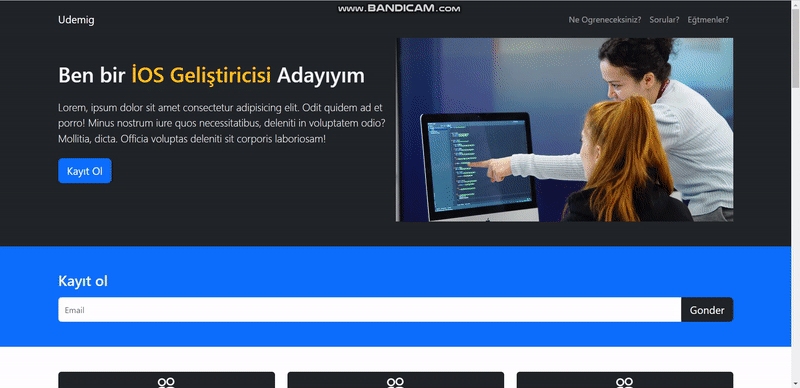 www.BANDICAM.com
Udemig
Ne Ogreneceksiniz? Sorular? Eğtmenler?
Ben bir İOS Geliştiricisi Adayıyım
Lorem, ipsum dolor sit amet consectetur adipisicing elit. Odit quidem ad et
porro! Minus nostrum iure quos necessitatibus, deleniti in voluptatem odio?
Mollitia, dicta. Officia voluptas deleniti sit corporis laboriosam!
Kayıt Ol
Kayıt ol
Email
Gonder